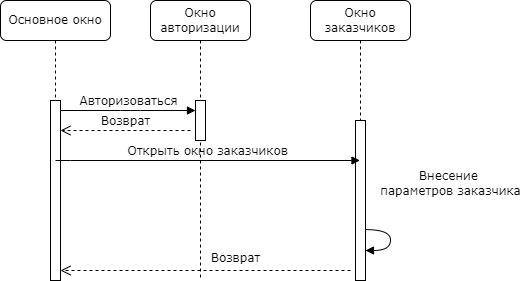 Основное окно
Окно
авторизации
Окно
заказчиков
Авторизоваться
Возврат
Открыть окно заказчиков
Внесение
параметров заказчика
Возврат